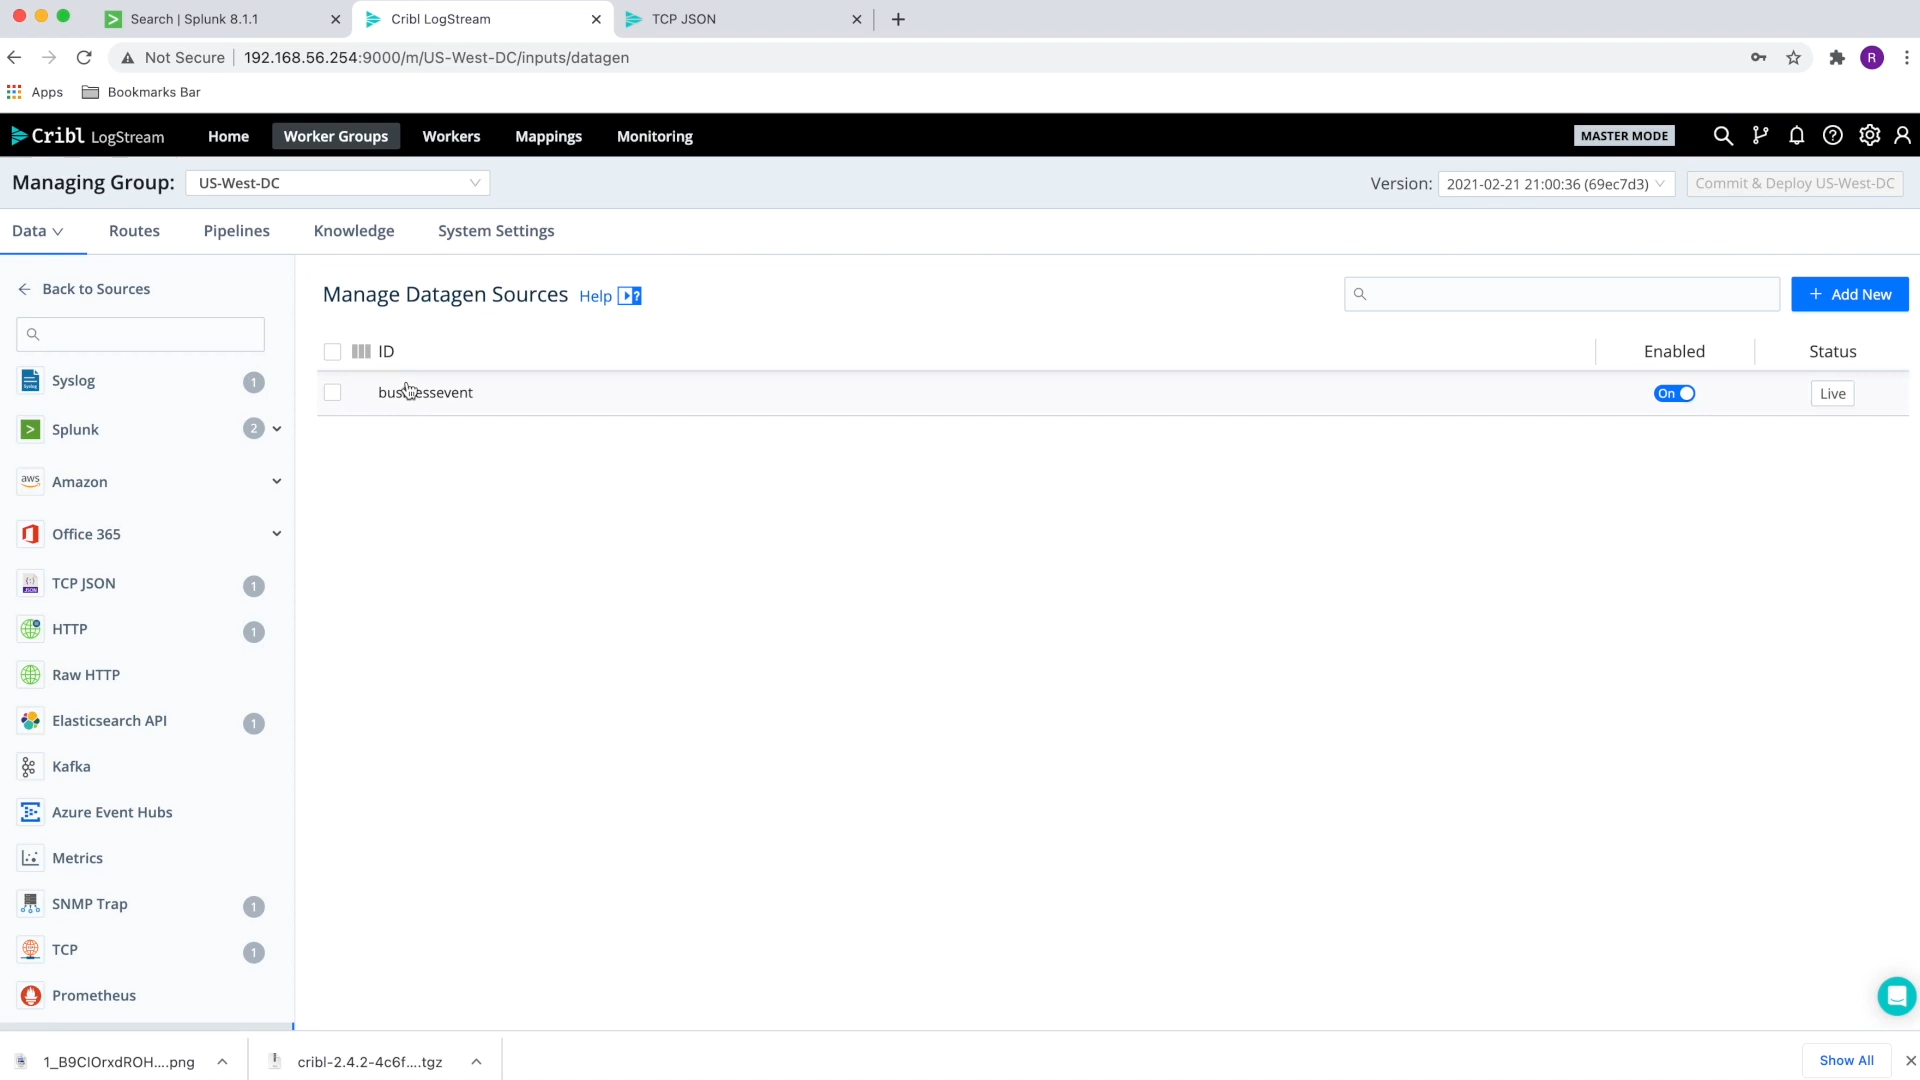 Search | Splunk 8.1.1
Cribl LogStream
TCP JSON
Not Secure
192.168.56.254:9000/m/US-West-DC/inputs/datagen
R
Apps
Bookmarks Bar
Cribl LogStream
Home
Worker Groups
Workers
Mappings
Monitoring
MASTER MODE
Managing Group:
US-West-DC
Version:
2021-02-21 21:00:36 (69ec7d3)
Commit & Deploy US-West-DC
Data
Routes
Pipelines
Knowledge
System Settings
Back to Sources
Syslog
1
Splunk
2
aws
Amazon
Office 365
TCP JSON
1
HTTP
1
Raw HTTP
Elasticsearch API
1
Kafka
Azure Event Hubs
Metrics
SNMP Trap
1
TCP
1
Prometheus
Manage Datagen Sources
Help
Add New
ID
Enabled
Status
On
Live
1_B9ClOrxdROH....png
cribl-2.4.2-4c6f....tgz
Show All